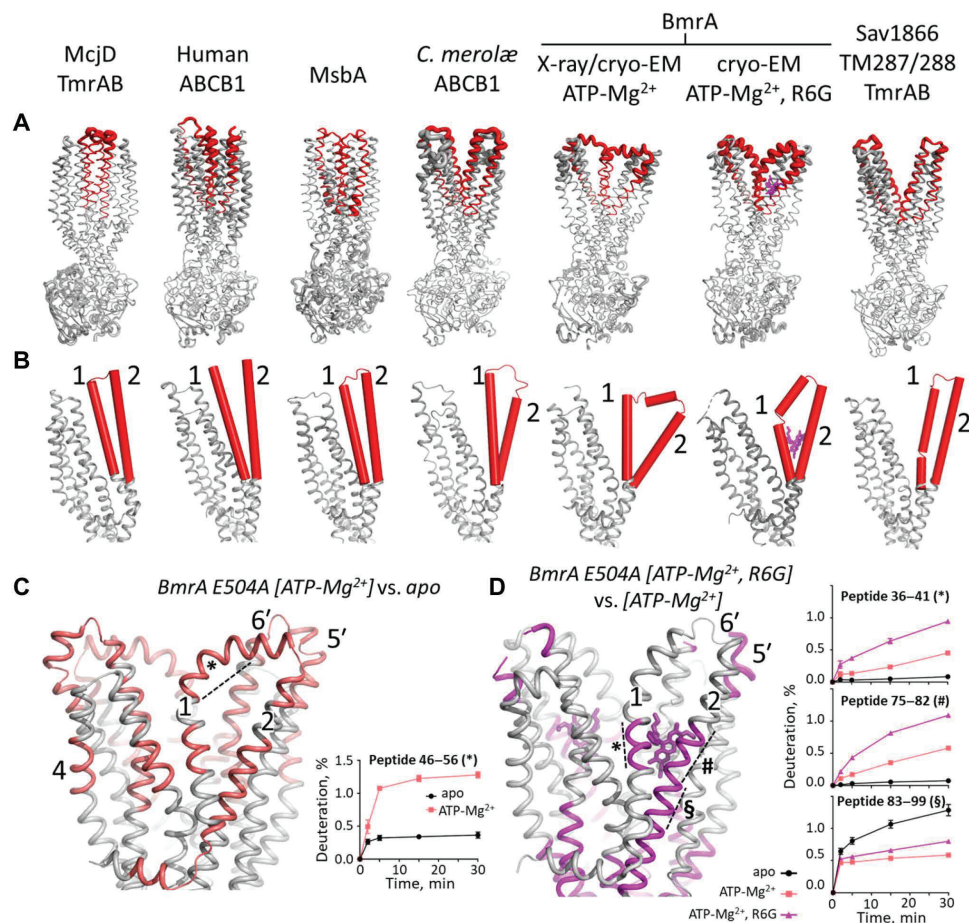 BmrA
McjD
TmrAB
Human
ABCB1
MsbA
C. merolæ
ABCB1
X-ray/cryo-EM
ATP-Mg²⁺
cryo-EM
ATP-Mg²⁺, R6G
Sav1866
TM287/288
TmrAB
A
B
1 2
1 2
1 2
1 2
1 2
1 2
1 2
C
BmrA E504A [ATP-Mg²⁺] vs. apo
6′
5′
*
1
2
4
Peptide 46–56 (*)
apo
ATP-Mg²⁺
Deuteration, %
1.5
1.0
0.5
0.0
0 10 20 30
Time, min
D
BmrA E504A [ATP-Mg²⁺, R6G]
vs. [ATP-Mg²⁺]
6′
5′
1
2
*
#
§
Peptide 36–41 (*)
1.0
0.5
0.0
Peptide 75–82 (#)
1.0
0.5
0.0
Peptide 83–99 (§)
1.0
0.5
0.0
Deuteration, %
0 10 20 30
Time, min
apo
ATP-Mg²⁺
ATP-Mg²⁺, R6G